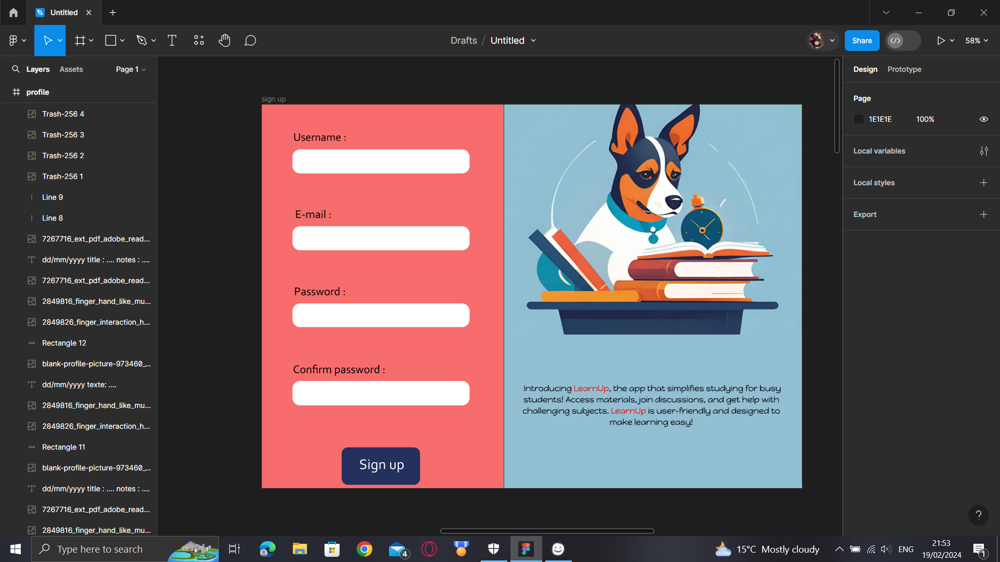 Untitled
Drafts / Untitled
Share
58%
Layers
Assets
Page 1
profile
Trash-256 4
Trash-256 3
Trash-256 2
Trash-256 1
Line 9
Line 8
7267716_ext_pdf_adobe_read...
dd/mm/yyyy title : .... notes : ....
7267716_ext_pdf_adobe_read...
2849816_finger_hand_like_mu...
2849826_finger_interaction_h...
Rectangle 12
blank-profile-picture-973460_...
dd/mm/yyyy texte: ....
2849816_finger_hand_like_mu...
2849826_finger_interaction_h...
Rectangle 11
blank-profile-picture-973460_...
dd/mm/yyyy title : .... notes : ....
7267716_ext_pdf_adobe_read...
2849816_finger_hand_like_mu...
sign up
Username :
E-mail :
Password :
Confirm password :
Sign up
Introducing LearnUp, the app that simplifies studying for busy
students! Access materials, join discussions, and get help with
challenging subjects. LearnUp is user-friendly and designed to
make learning easy!
Design
Prototype
Page
1E1E1E
100%
Local variables
Local styles
Export
?
Type here to search
4
15°C Mostly cloudy
ENG
21:53
19/02/2024
1